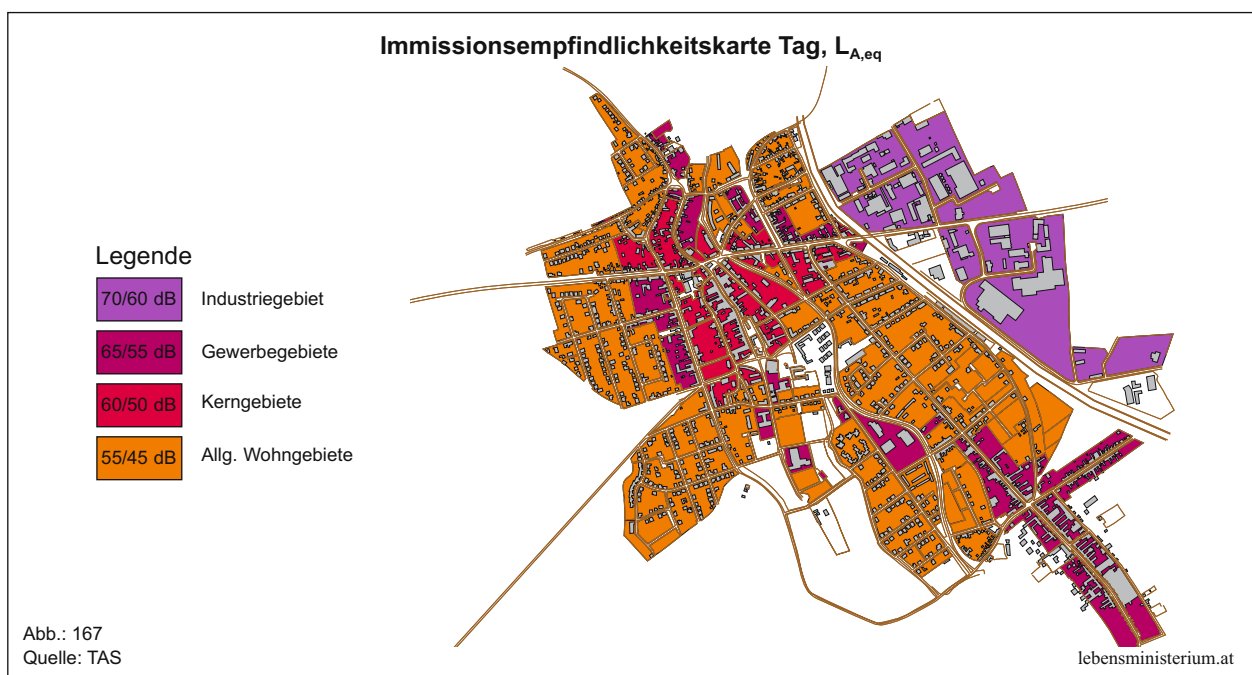 Immissionsempfindlichkeitskarte Tag, L_A,eq
Legende
70/60 dB Industriegebiet
65/55 dB Gewerbegebiete
60/50 dB Kerngebiete
55/45 dB Allg. Wohngebiete
Abb.: 167
Quelle: TAS
lebensministerium.at